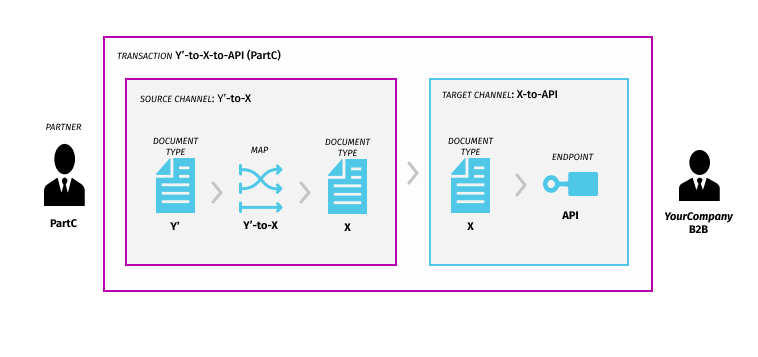 TRANSACTION Y'-to-X-to-API (PartC)
SOURCE CHANNEL: Y'-to-X
TARGET CHANNEL: X-to-API
PARTNER
DOCUMENT
TYPE
MAP
DOCUMENT
TYPE
DOCUMENT
TYPE
ENDPOINT
PartC
Y'
Y'-to-X
X
X
API
YourCompany
B2B